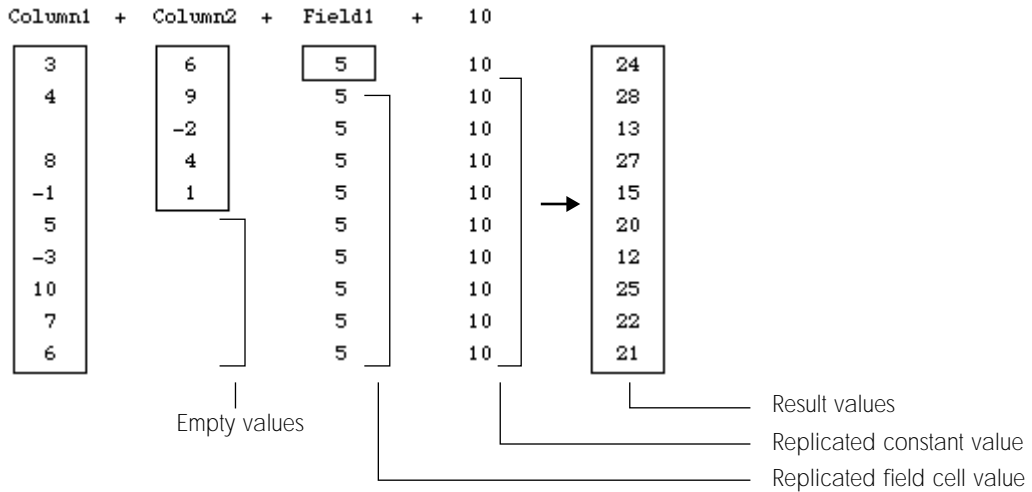 Column1 + Column2 + Field1 + 10
3 6 5 10 24
4 9 5 10 28
-2 5 10 13
8 4 5 10 27
-1 1 5 10 15
5 5 10 20
-3 5 10 12
10 5 10 25
7 5 10 22
6 5 10 21
Empty values
Result values
Replicated constant value
Replicated field cell value